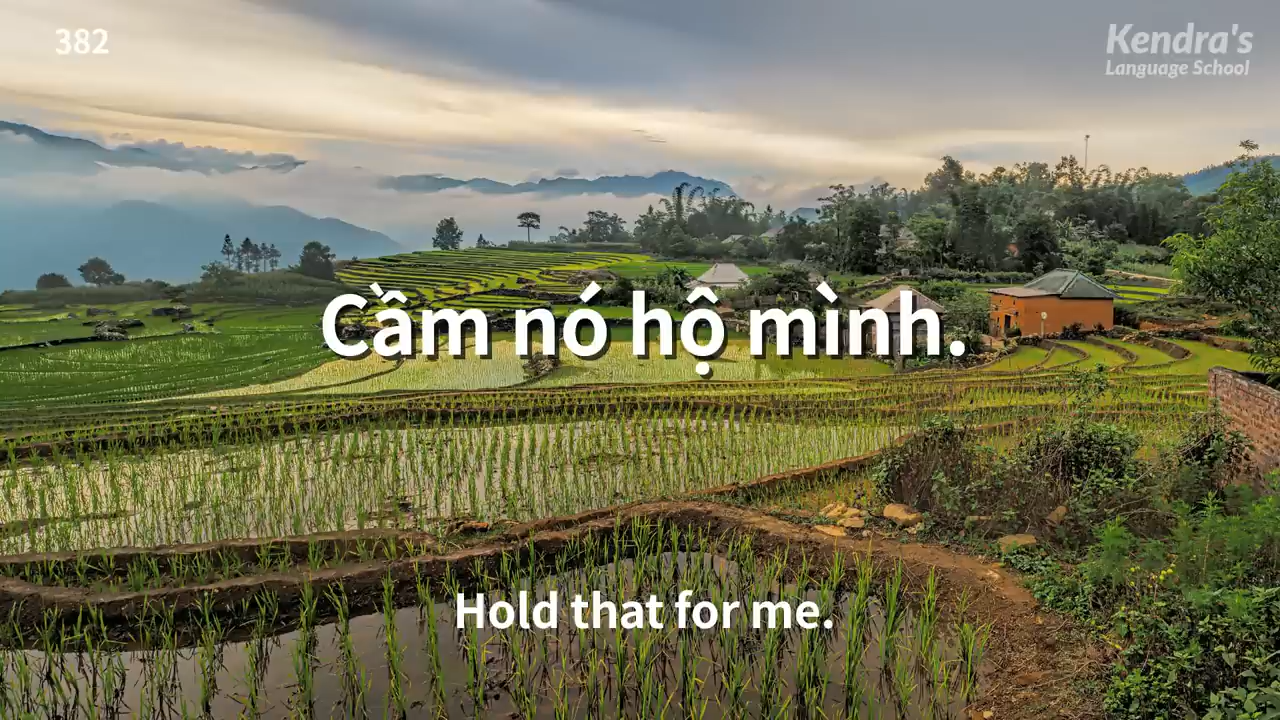 382
Kendra's
Language School
Cầm nó hộ mình.
Hold that for me.